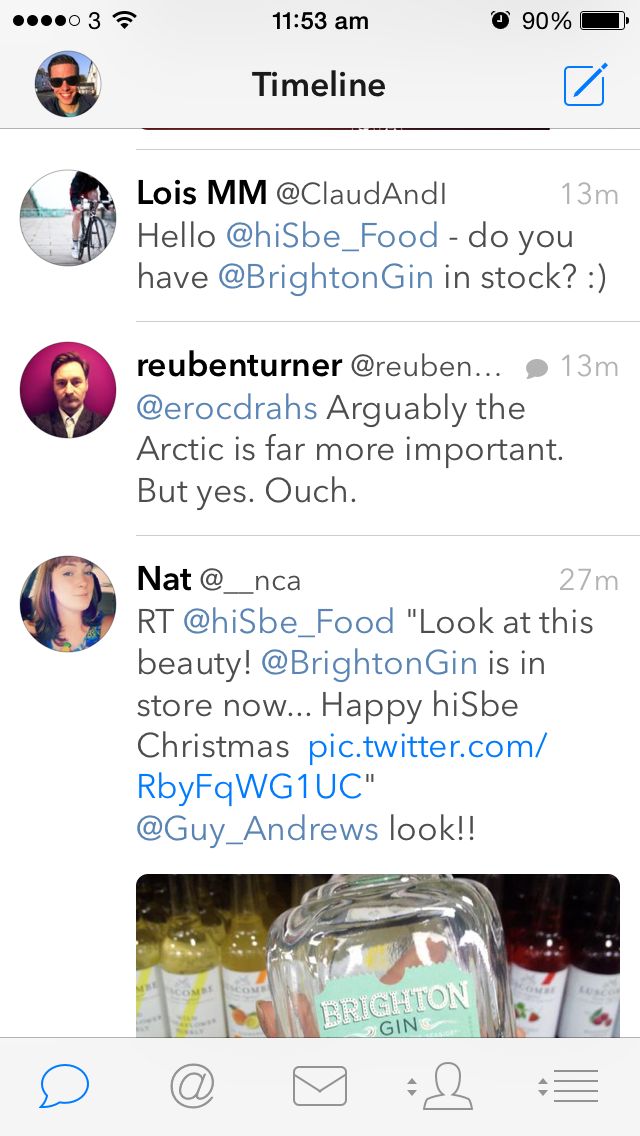 3 11:53 am 90%
Timeline
Lois MM @ClaudAndI 13m
Hello @hiSbe_Food - do you
have @BrightonGin in stock? :)
reubenturner @reuben... 13m
@erocdrahs Arguably the
Arctic is far more important.
But yes. Ouch.
Nat @__nca 27m
RT @hiSbe_Food "Look at this
beauty! @BrightonGin is in
store now... Happy hiSbe
Christmas pic.twitter.com/
RbyFqWG1UC"
@Guy_Andrews look!!
BRIGHTON
GIN